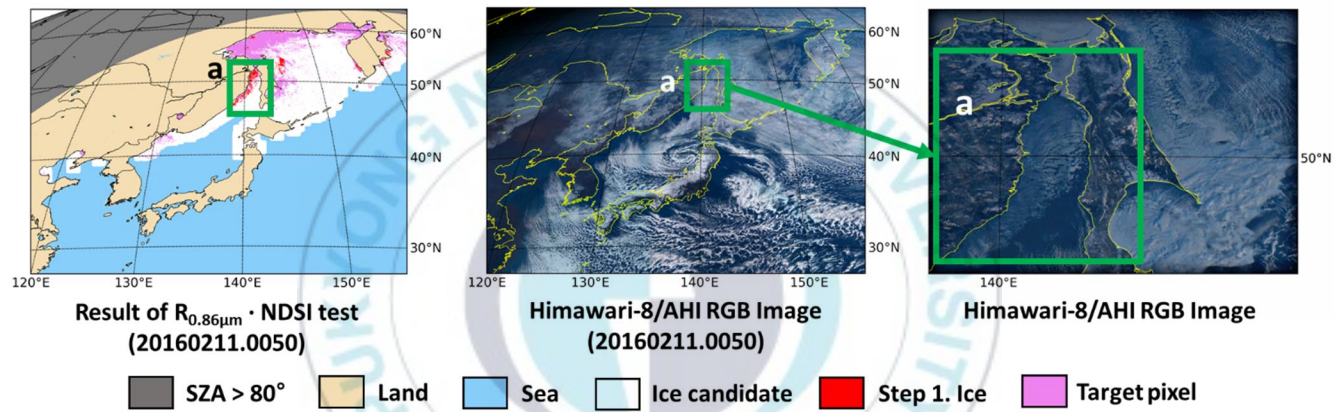 60°N
50°N
40°N
30°N
120°E 130°E 140°E 150°E
a
Result of R0.86μm · NDSI test
(20160211.0050)
60°N
50°N
40°N
30°N
120°E 130°E 140°E 150°E
a
Himawari-8/AHI RGB Image
(20160211.0050)
a
50°N
140°E
Himawari-8/AHI RGB Image
SZA > 80° Land Sea Ice candidate Step 1. Ice Target pixel